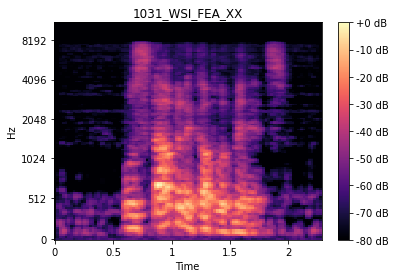 1031_WSI_FEA_XX
+0 dB
8192
-10 dB
4096
-20 dB
-30 dB
2048
-40 dB
Hz
1024
-50 dB
512
-60 dB
-70 dB
0
-80 dB
0
0.5
1
1.5
2
Time